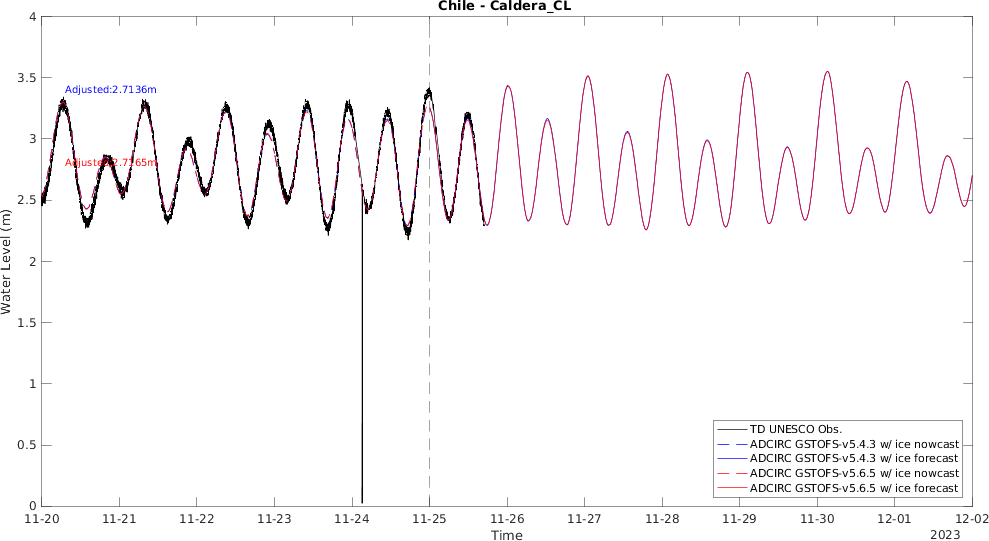 Chile - Caldera_CL
4
3.5
3
2.5
2
1.5
1
0.5
0
Water Level (m)
Adjusted:2.7136m
Adjusted:2.7165m
TD UNESCO Obs.
ADCIRC GSTOFS-v5.4.3 w/ ice nowcast
ADCIRC GSTOFS-v5.4.3 w/ ice forecast
ADCIRC GSTOFS-v5.6.5 w/ ice nowcast
ADCIRC GSTOFS-v5.6.5 w/ ice forecast
11-20 11-21 11-22 11-23 11-24 11-25 11-26 11-27 11-28 11-29 11-30 12-01 12-02
Time
2023